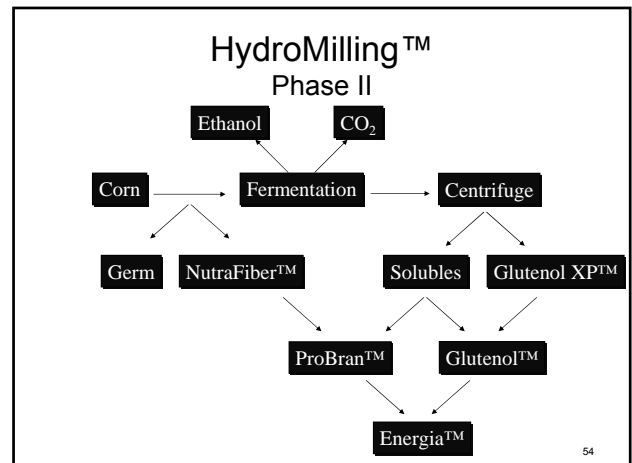 HydroMilling™
Phase II
Ethanol CO₂
Corn Fermentation Centrifuge
Germ NutraFiber™ Solubles Glutenol XP™
ProBran™ Glutenol™
Energia™
54